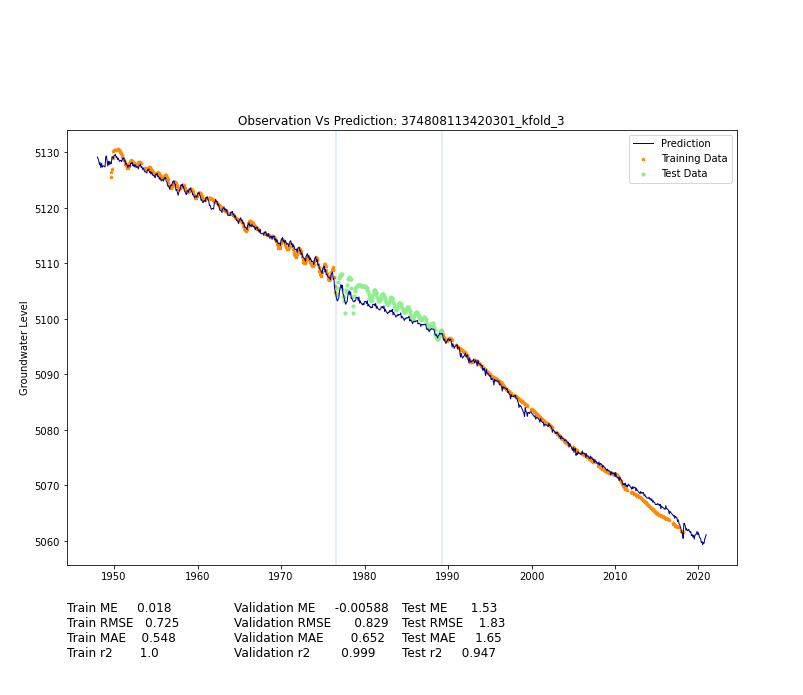 Observation Vs Prediction: 374808113420301_kfold_3
Prediction
Training Data
Test Data
Groundwater Level
5130
5120
5110
5100
5090
5080
5070
5060
1950 1960 1970 1980 1990 2000 2010 2020
Train ME 0.018 Validation ME -0.00588 Test ME 1.53
Train RMSE 0.725 Validation RMSE 0.829 Test RMSE 1.83
Train MAE 0.548 Validation MAE 0.652 Test MAE 1.65
Train r2 1.0 Validation r2 0.999 Test r2 0.947